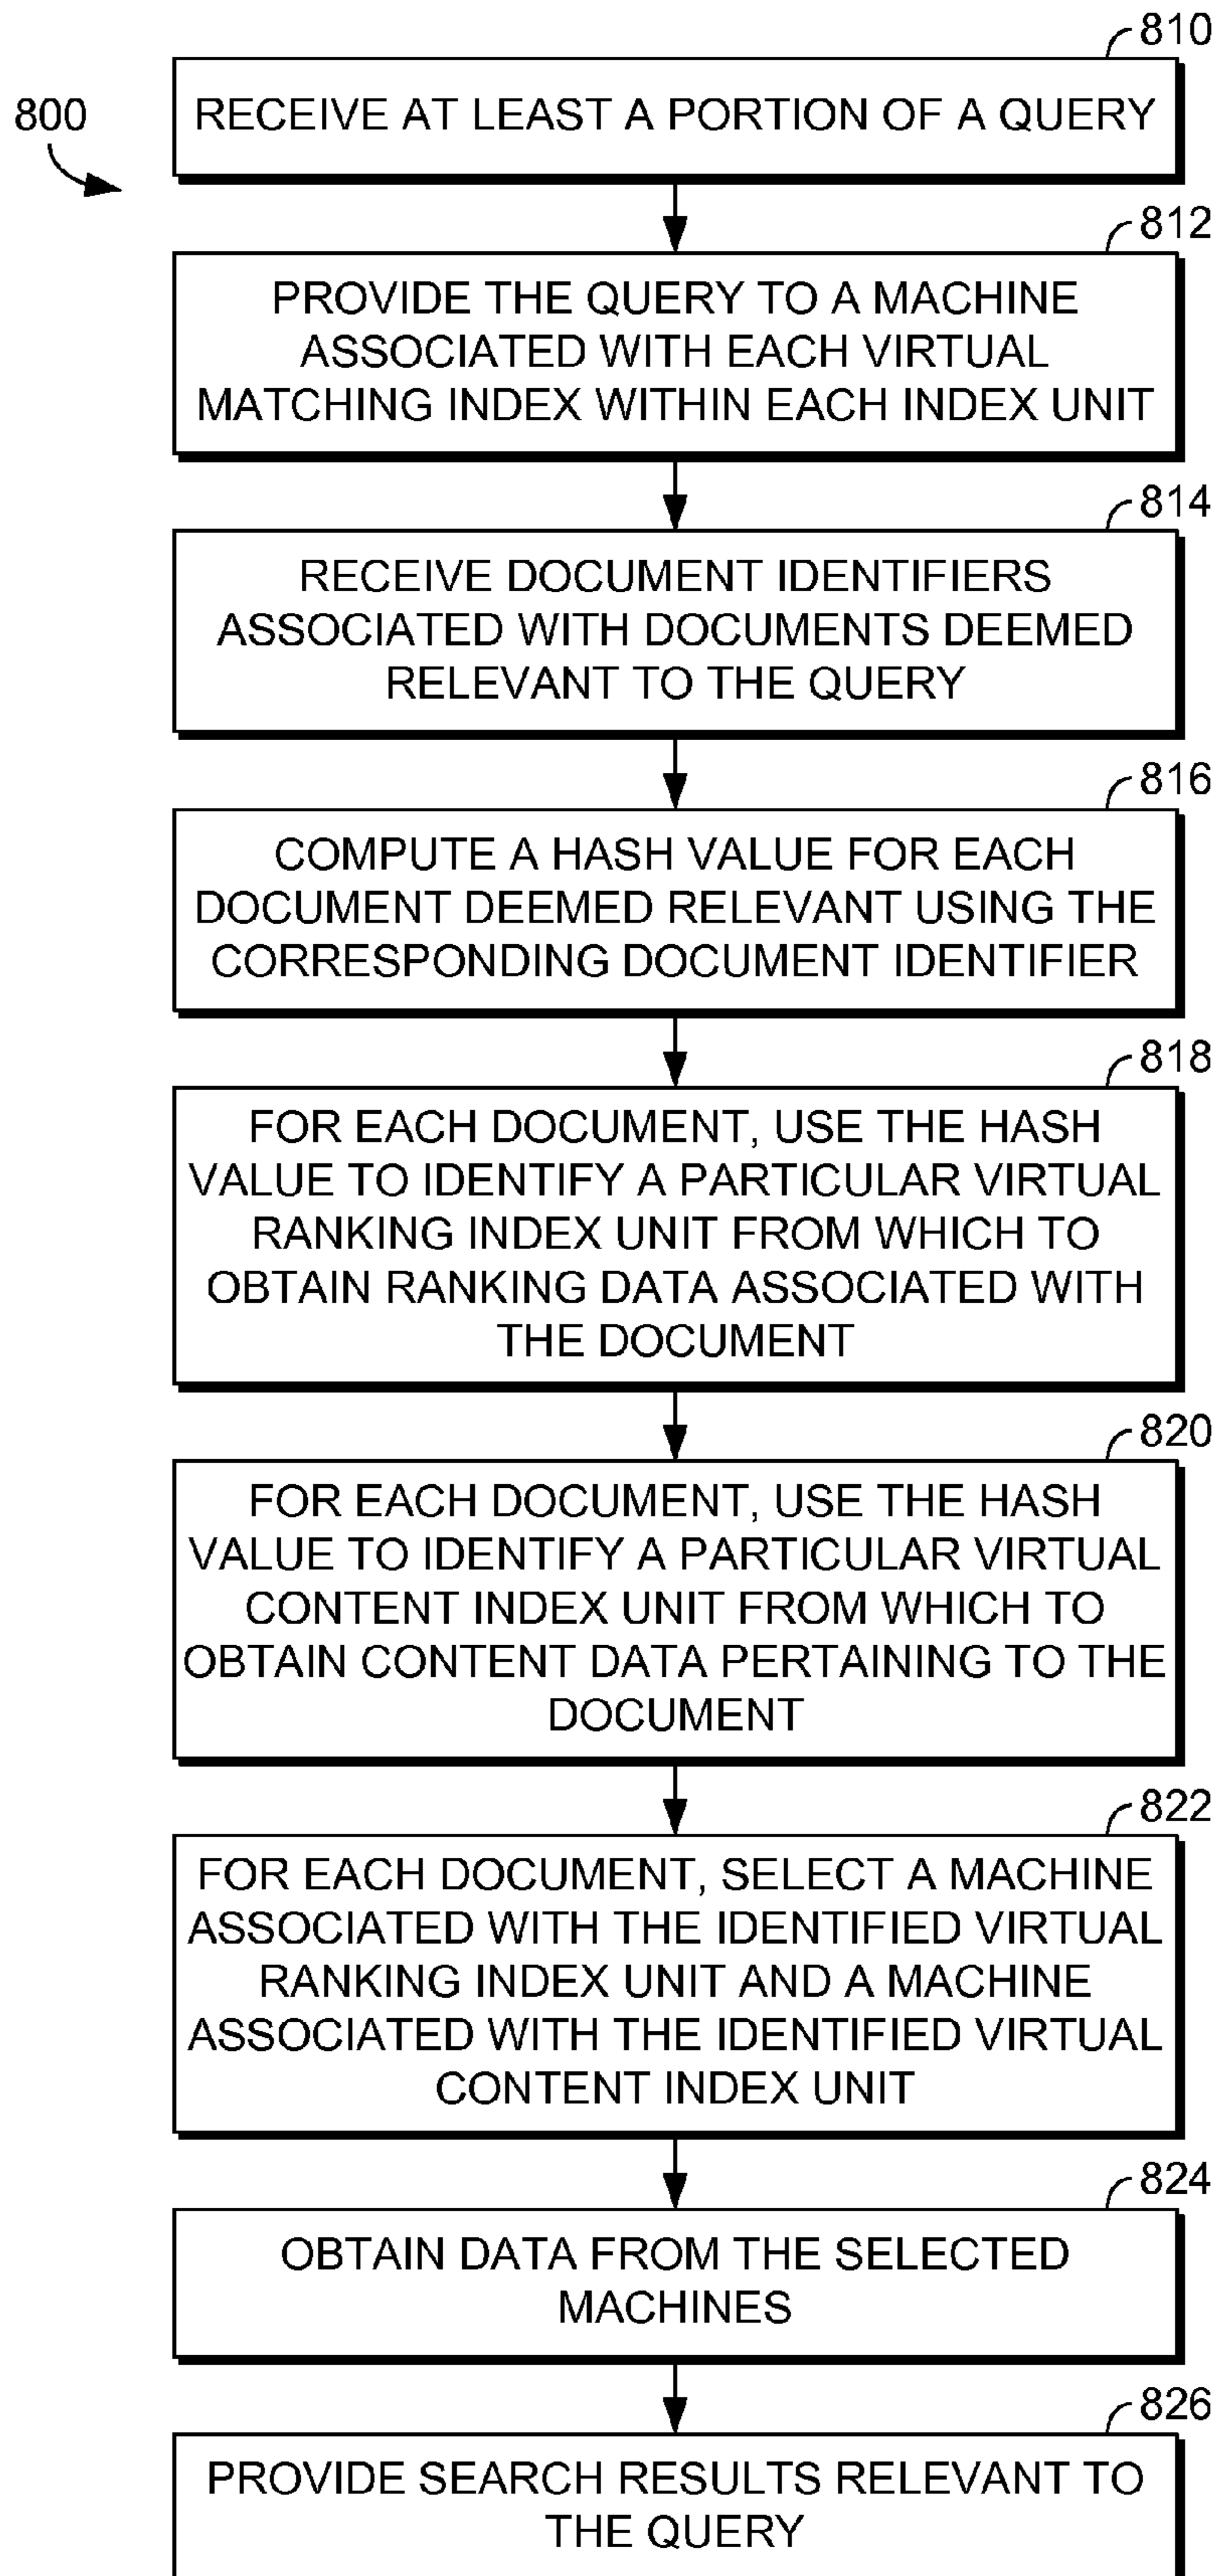 810
800
RECEIVE AT LEAST A PORTION OF A QUERY
812
PROVIDE THE QUERY TO A MACHINE
ASSOCIATED WITH EACH VIRTUAL
MATCHING INDEX WITHIN EACH INDEX UNIT
814
RECEIVE DOCUMENT IDENTIFIERS
ASSOCIATED WITH DOCUMENTS DEEMED
RELEVANT TO THE QUERY
816
COMPUTE A HASH VALUE FOR EACH
DOCUMENT DEEMED RELEVANT USING THE
CORRESPONDING DOCUMENT IDENTIFIER
818
FOR EACH DOCUMENT, USE THE HASH
VALUE TO IDENTIFY A PARTICULAR VIRTUAL
RANKING INDEX UNIT FROM WHICH TO
OBTAIN RANKING DATA ASSOCIATED WITH
THE DOCUMENT
820
FOR EACH DOCUMENT, USE THE HASH
VALUE TO IDENTIFY A PARTICULAR VIRTUAL
CONTENT INDEX UNIT FROM WHICH TO
OBTAIN CONTENT DATA PERTAINING TO THE
DOCUMENT
822
FOR EACH DOCUMENT, SELECT A MACHINE
ASSOCIATED WITH THE IDENTIFIED VIRTUAL
RANKING INDEX UNIT AND A MACHINE
ASSOCIATED WITH THE IDENTIFIED VIRTUAL
CONTENT INDEX UNIT
824
OBTAIN DATA FROM THE SELECTED
MACHINES
826
PROVIDE SEARCH RESULTS RELEVANT TO
THE QUERY